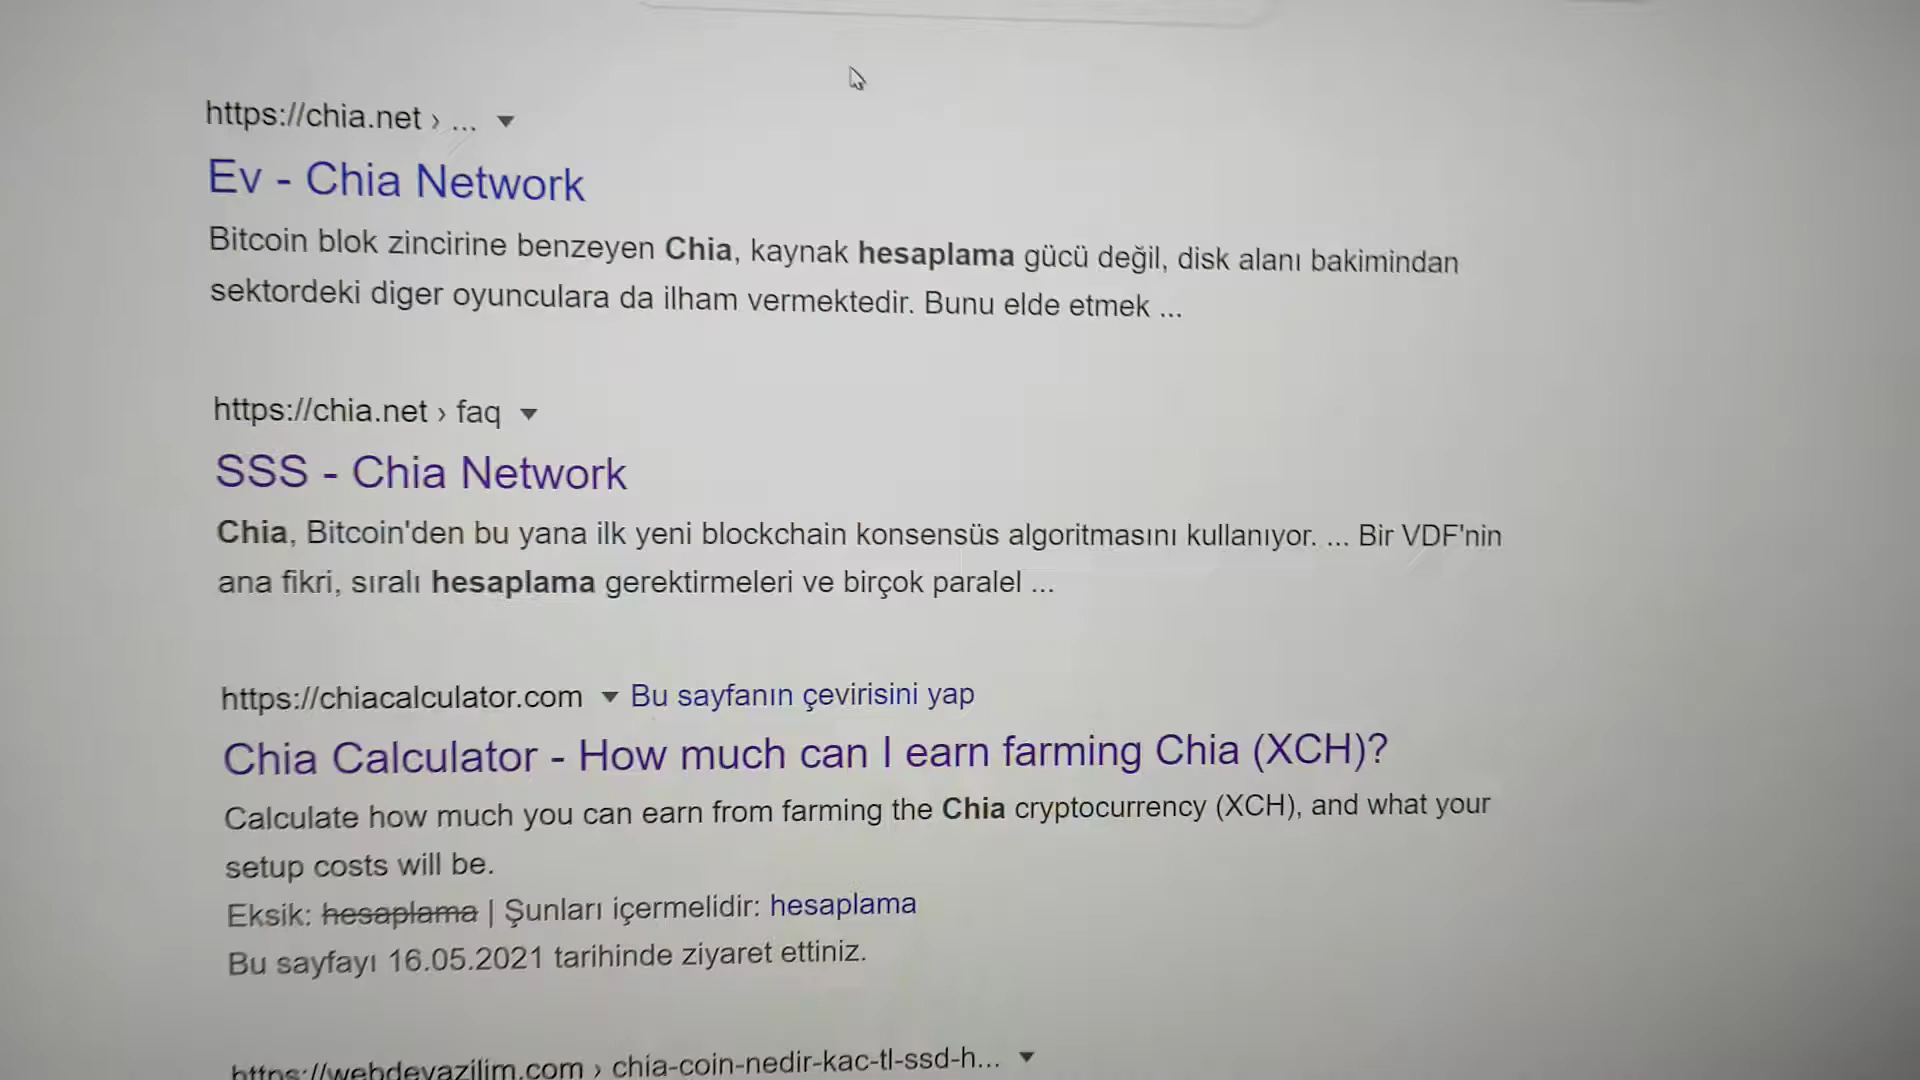 https://chia.net › ...
Ev - Chia Network
Bitcoin blok zincirine benzeyen Chia, kaynak hesaplama gücü değil, disk alanı bakimindan
sektordeki diger oyunculara da ilham vermektedir. Bunu elde etmek ...
https://chia.net › faq
SSS - Chia Network
Chia, Bitcoin'den bu yana ilk yeni blockchain konsensüs algoritmasını kullanıyor. ... Bir VDF'nin
ana fikri, sıralı hesaplama gerektirmeleri ve birçok paralel ...
https://chiacalculator.com Bu sayfanın çevirisini yap
Chia Calculator - How much can I earn farming Chia (XCH)?
Calculate how much you can earn from farming the Chia cryptocurrency (XCH), and what your
setup costs will be.
Eksik: hesaplama | Şunları içermelidir: hesaplama
Bu sayfayı 16.05.2021 tarihinde ziyaret ettiniz.
https://webdeyazilim.com › chia-coin-nedir-kac-tl-ssd-h...